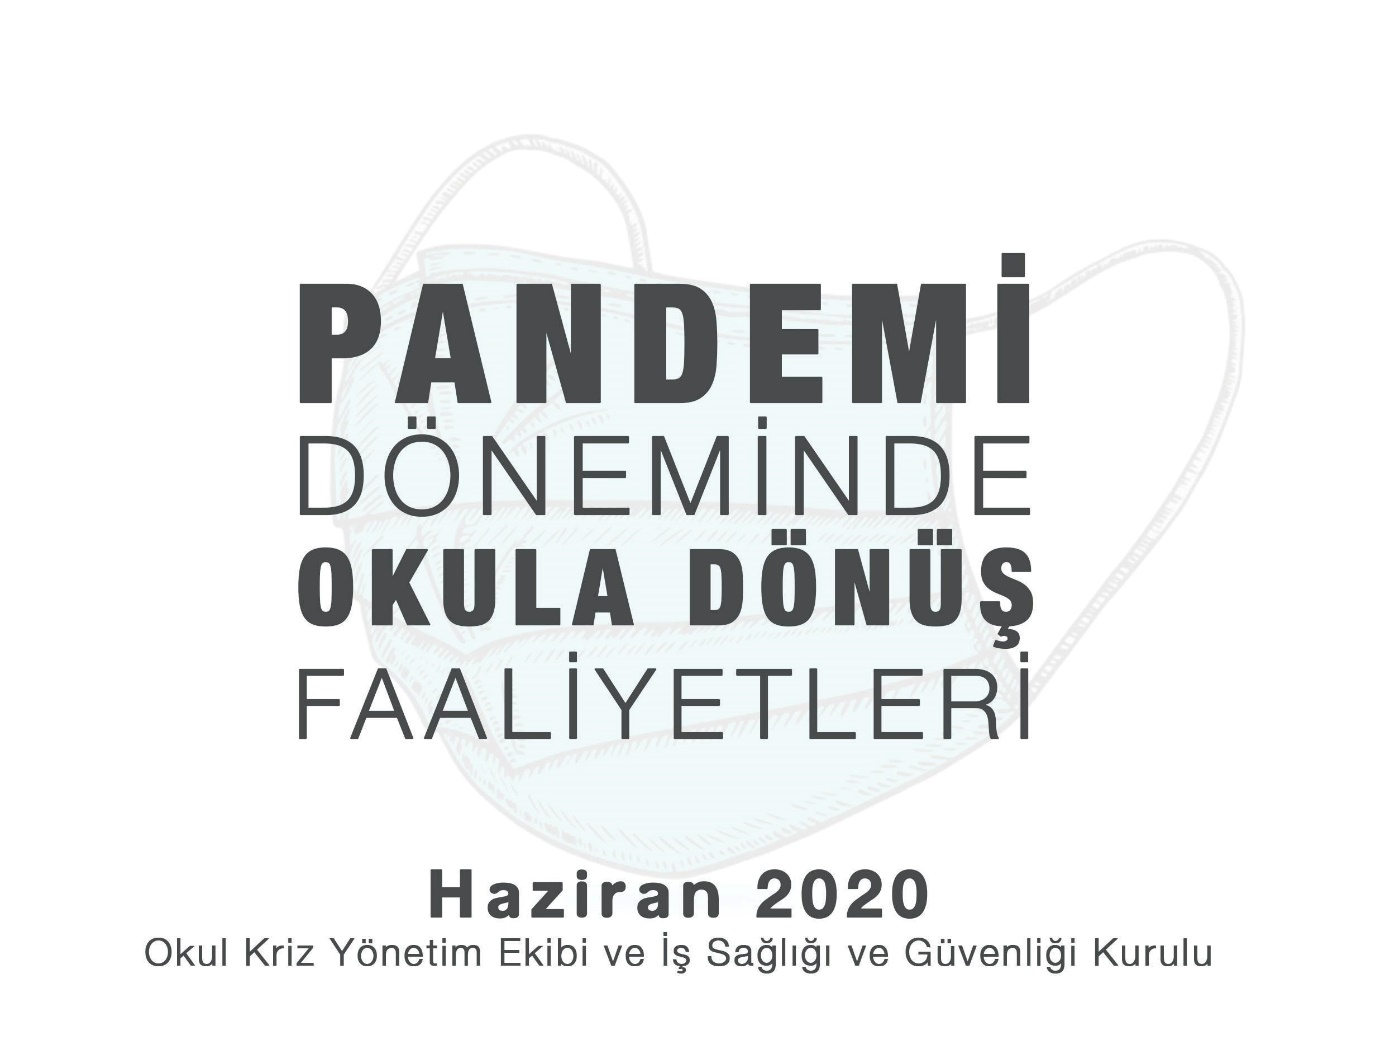 PANDEMİ
DÖNEMİNDE
OKULA DÖNÜŞ
FAALİYETLERİ
Haziran 2020
Okul Kriz Yönetim Ekibi ve İş Sağlığı ve Güvenliği Kurulu